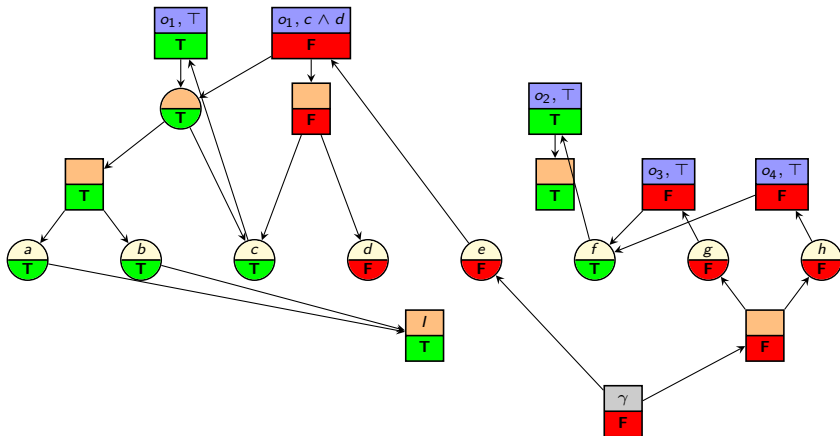 o₁, ⊤
T
o₁, c ∧ d
F
T
F
o₂, ⊤
T
T
T
o₃, ⊤
F
o₄, ⊤
F
a
T
b
T
c
T
d
F
e
F
f
T
g
F
h
F
I
T
F
γ
F